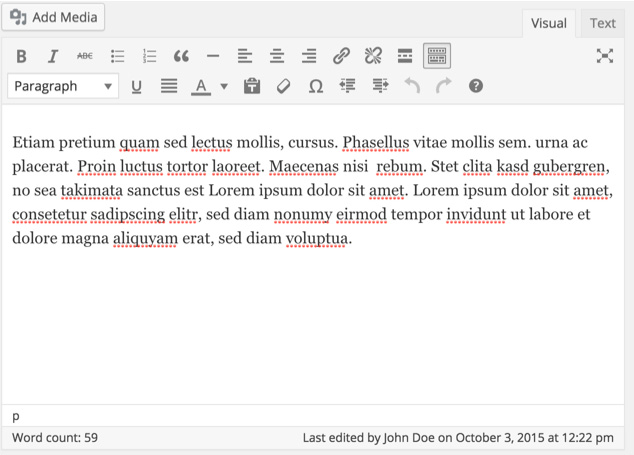 Add Media
Visual Text
B I ABC
Paragraph U A Ω ?
Etiam pretium quam sed lectus mollis, cursus. Phasellus vitae mollis sem. urna ac
placerat. Proin luctus tortor laoreet. Maecenas nisi  rebum. Stet clita kasd gubergren,
no sea takimata sanctus est Lorem ipsum dolor sit amet. Lorem ipsum dolor sit amet,
consetetur sadipscing elitr, sed diam nonumy eirmod tempor invidunt ut labore et
dolore magna aliquyam erat, sed diam voluptua.
p
Word count: 59 Last edited by John Doe on October 3, 2015 at 12:22 pm